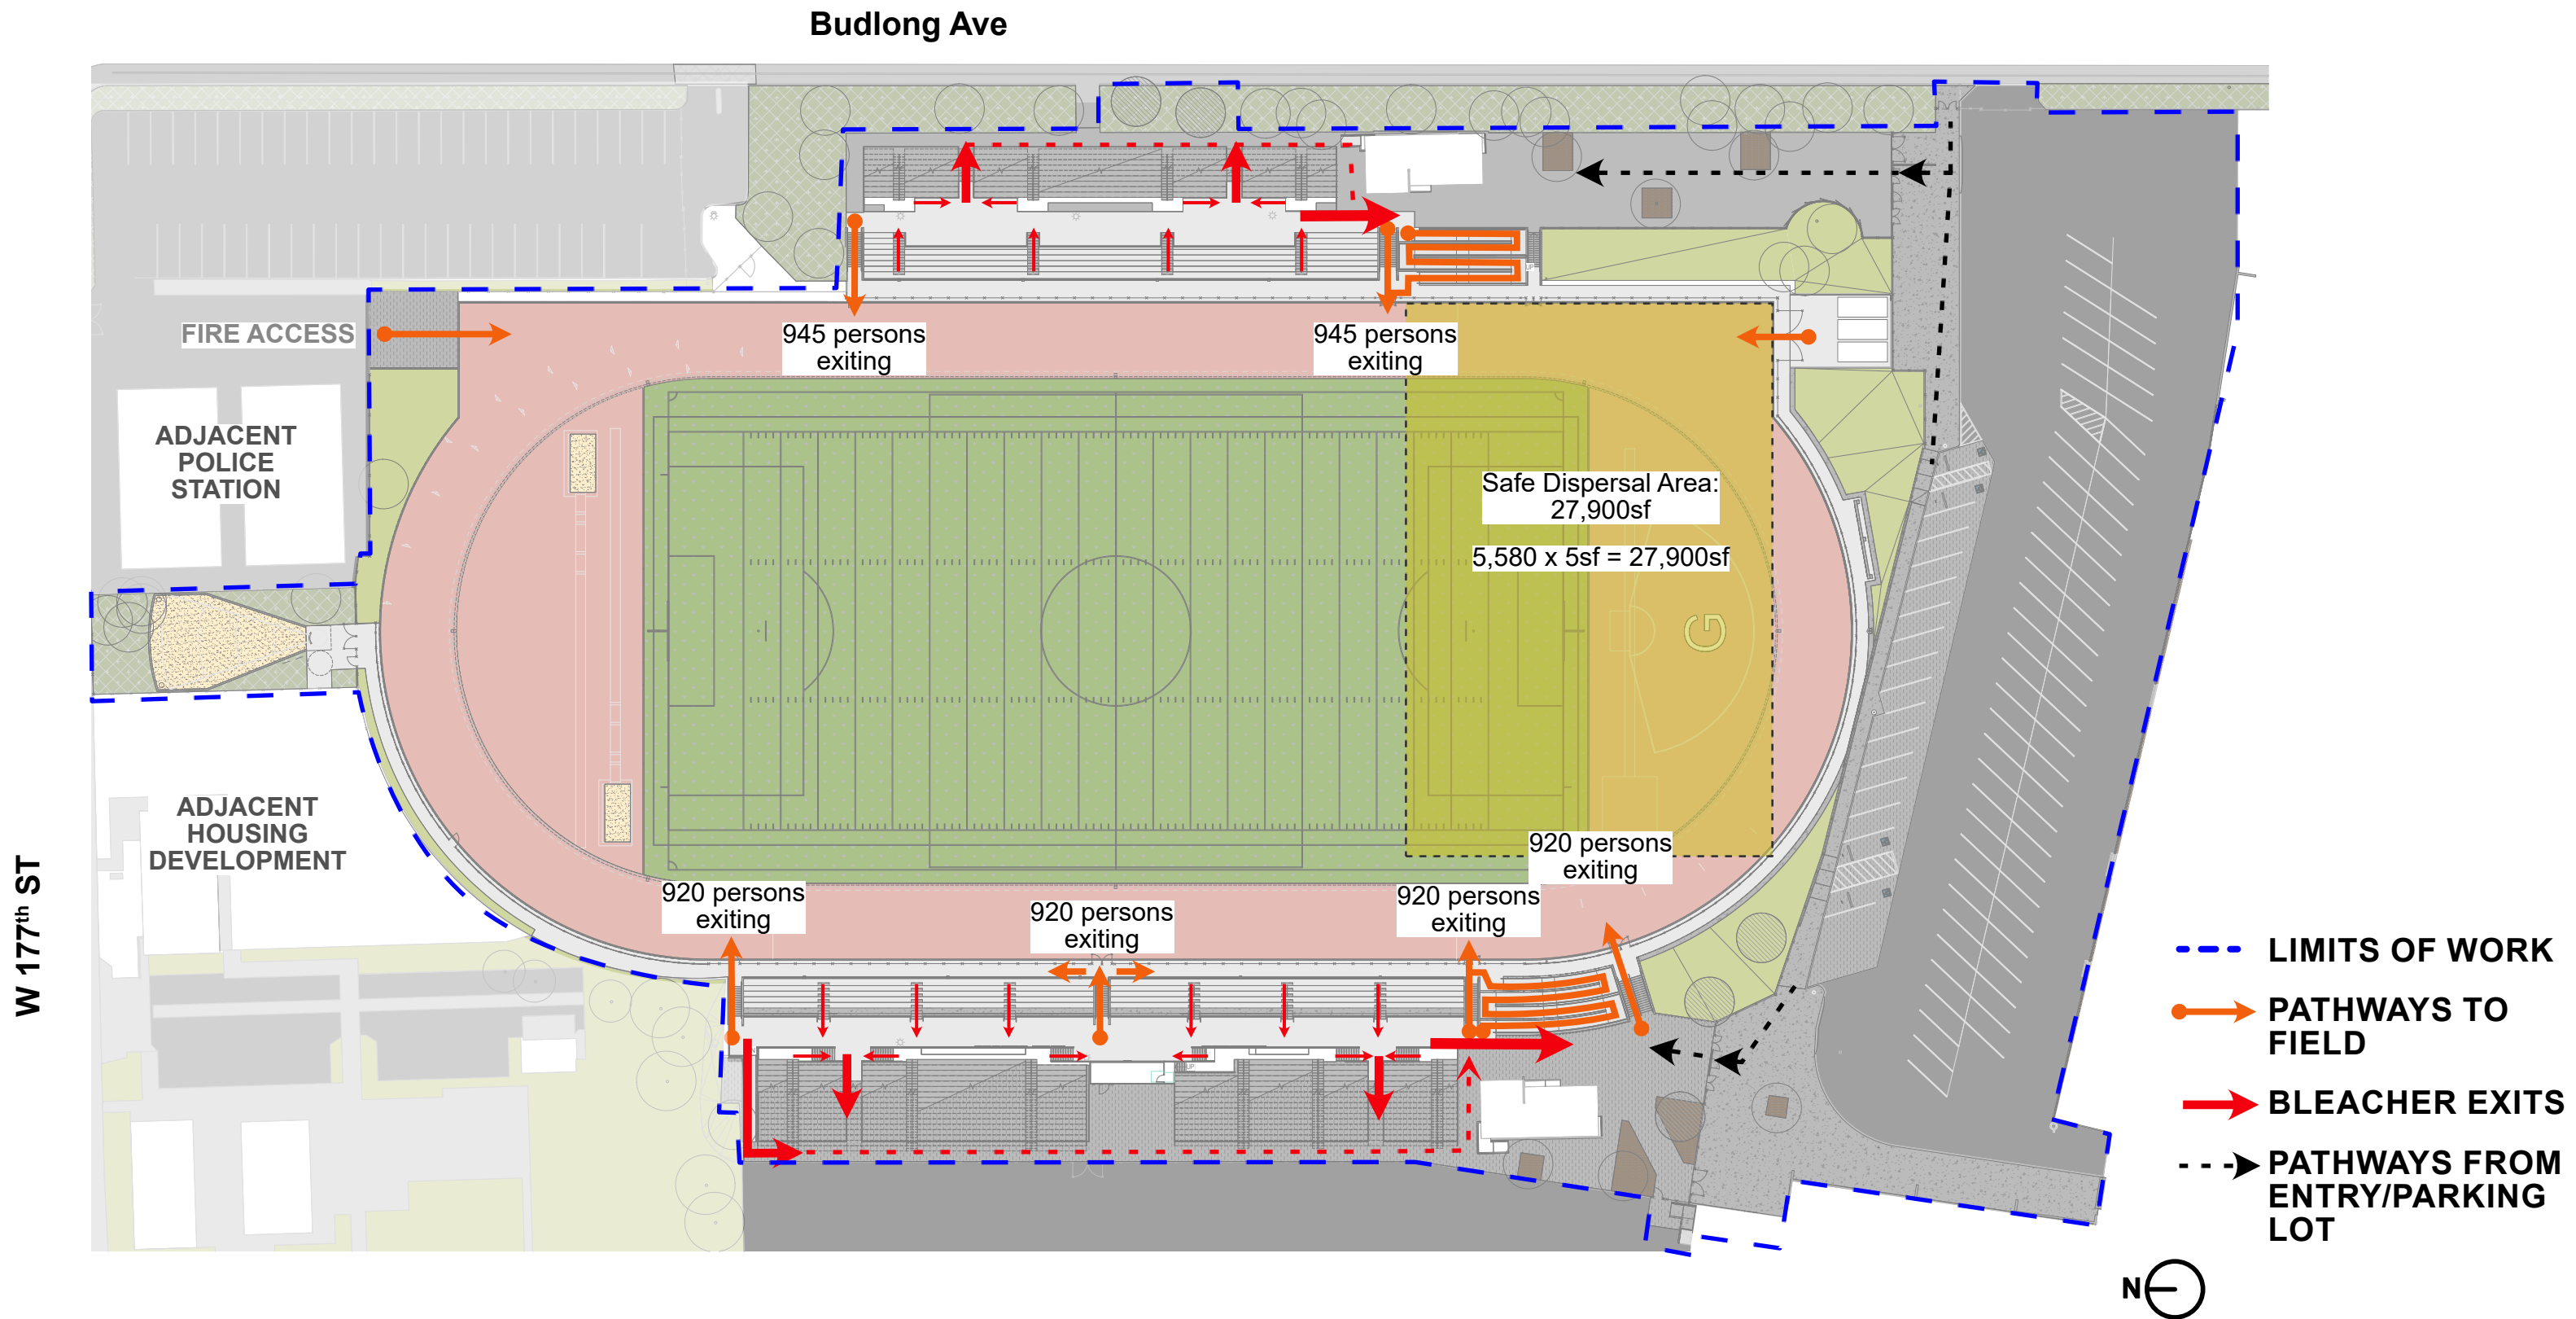 Budlong Ave
FIRE ACCESS
945 persons
exiting
945 persons
exiting
ADJACENT
POLICE
STATION
Safe Dispersal Area:
27,900sf
5,580 x 5sf = 27,900sf
G
ADJACENT
HOUSING
DEVELOPMENT
W 177th ST
920 persons
exiting
920 persons
exiting
920 persons
exiting
920 persons
exiting
LIMITS OF WORK
PATHWAYS TO
FIELD
BLEACHER EXITS
PATHWAYS FROM
ENTRY/PARKING
LOT
N